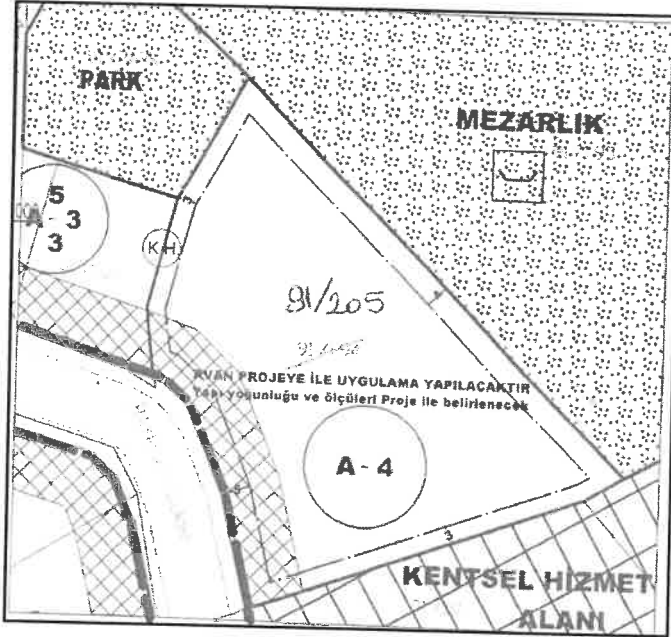 PARK
MEZARLIK
5
A - 3
3
KH
3
91/205
AVAN PROJEYE İLE UYGULAMA YAPILACAKTIR
Yapı yoğunluğu ve ölçüleri Proje ile belirlenecek
A - 4
3
KENTSEL HİZMET
ALANI